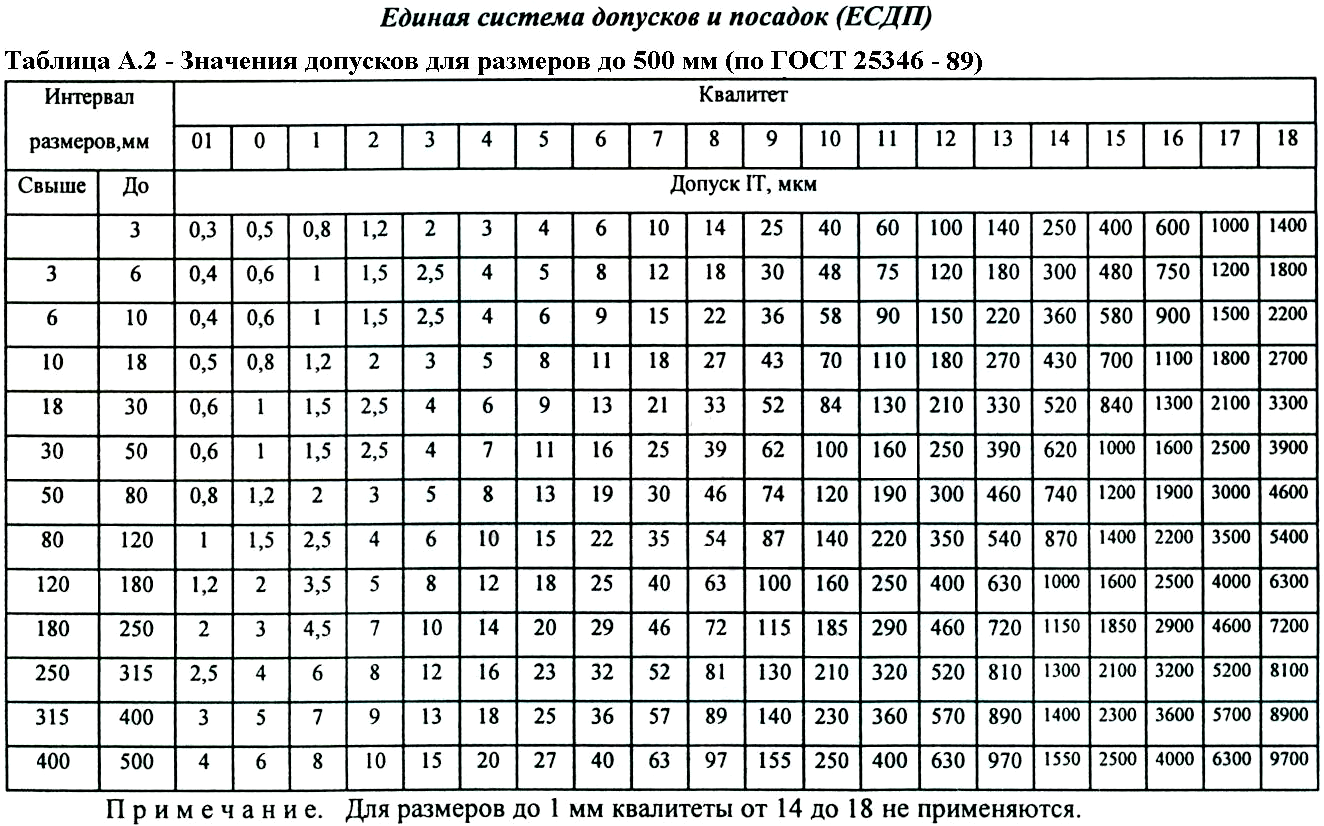 Единая система допусков и посадок (ЕСДП)
Таблица А.2 - Значения допусков для размеров до 500 мм (по ГОСТ 25346 - 89)
Интервал размеров,мм Квалитет
01 0 1 2 3 4 5 6 7 8 9 10 11 12 13 14 15 16 17 18
Свыше До Допуск IT, мкм
3 0,3 0,5 0,8 1,2 2 3 4 6 10 14 25 40 60 100 140 250 400 600 1000 1400
3 6 0,4 0,6 1 1,5 2,5 4 5 8 12 18 30 48 75 120 180 300 480 750 1200 1800
6 10 0,4 0,6 1 1,5 2,5 4 6 9 15 22 36 58 90 150 220 360 580 900 1500 2200
10 18 0,5 0,8 1,2 2 3 5 8 11 18 27 43 70 110 180 270 430 700 1100 1800 2700
18 30 0,6 1 1,5 2,5 4 6 9 13 21 33 52 84 130 210 330 520 840 1300 2100 3300
30 50 0,6 1 1,5 2,5 4 7 11 16 25 39 62 100 160 250 390 620 1000 1600 2500 3900
50 80 0,8 1,2 2 3 5 8 13 19 30 46 74 120 190 300 460 740 1200 1900 3000 4600
80 120 1 1,5 2,5 4 6 10 15 22 35 54 87 140 220 350 540 870 1400 2200 3500 5400
120 180 1,2 2 3,5 5 8 12 18 25 40 63 100 160 250 400 630 1000 1600 2500 4000 6300
180 250 2 3 4,5 7 10 14 20 29 46 72 115 185 290 460 720 1150 1850 2900 4600 7200
250 315 2,5 4 6 8 12 16 23 32 52 81 130 210 320 520 810 1300 2100 3200 5200 8100
315 400 3 5 7 9 13 18 25 36 57 89 140 230 360 570 890 1400 2300 3600 5700 8900
400 500 4 6 8 10 15 20 27 40 63 97 155 250 400 630 970 1550 2500 4000 6300 9700
Примечание. Для размеров до 1 мм квалитеты от 14 до 18 не применяются.